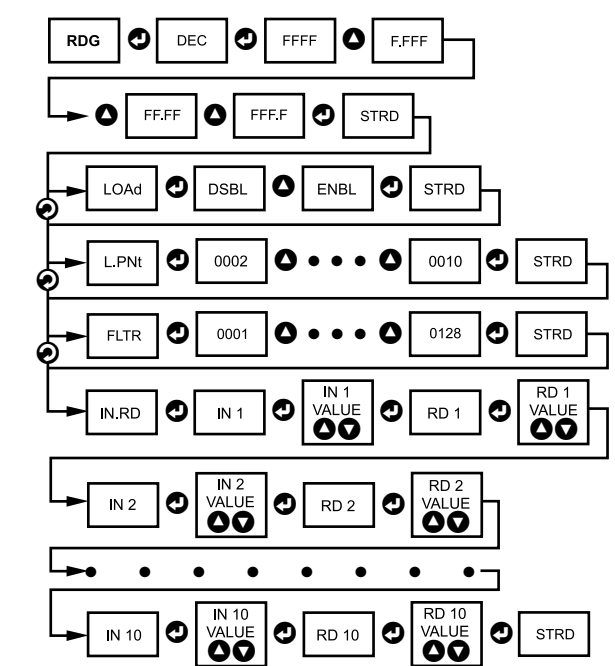 RDG DEC FFFF F.FFF
FF.FF FFF.F STRD
LOAd DSBL ENBL STRD
L.PNt 0002 0010 STRD
FLTR 0001 0128 STRD
IN.RD IN 1 IN 1 VALUE RD 1 RD 1 VALUE
IN 2 IN 2 VALUE RD 2 RD 2 VALUE
IN 10 IN 10 VALUE RD 10 RD 10 VALUE STRD